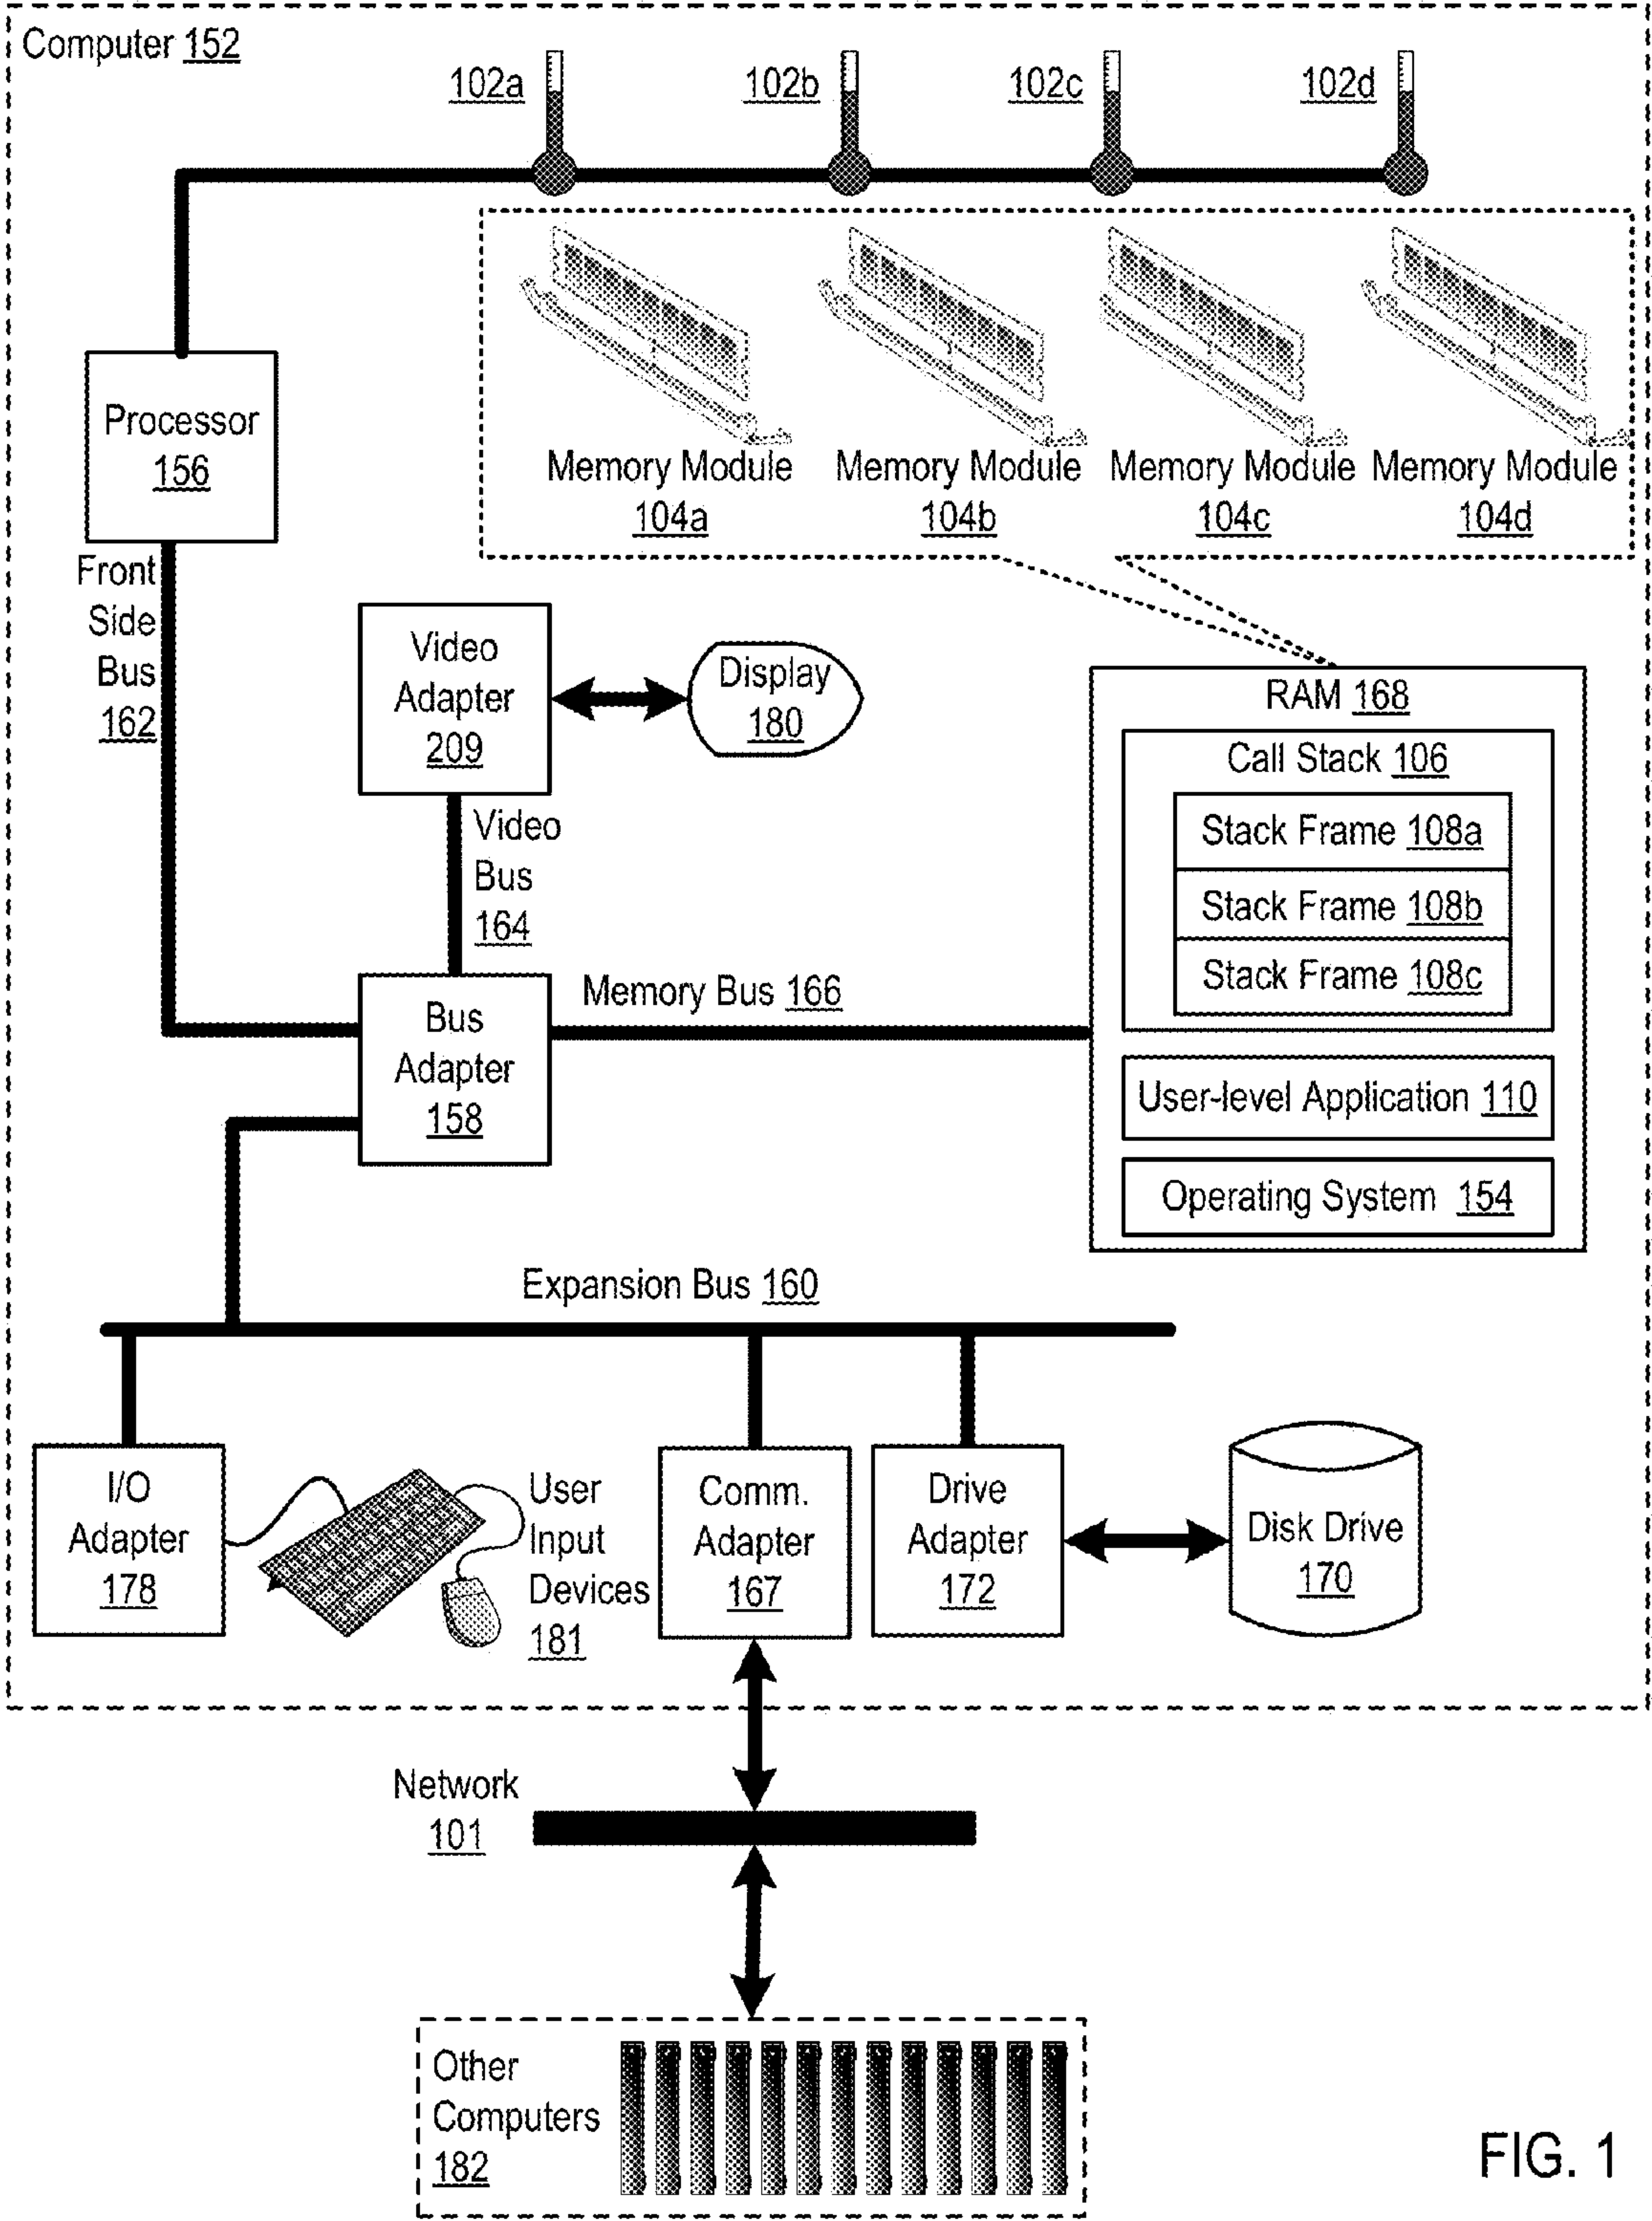 Computer 152
102a
102b
102c
102d
Processor
156
Memory Module
104a
Memory Module
104b
Memory Module
104c
Memory Module
104d
Front
Side
Bus
162
Video
Adapter
209
Display
180
RAM 168
Call Stack 106
Stack Frame 108a
Stack Frame 108b
Stack Frame 108c
Video
Bus
164
Bus
Adapter
158
Memory Bus 166
User-level Application 110
Operating System 154
Expansion Bus 160
I/O
Adapter
178
User
Input
Devices
181
Comm.
Adapter
167
Drive
Adapter
172
Disk Drive
170
Network
101
Other
Computers
182
FIG. 1